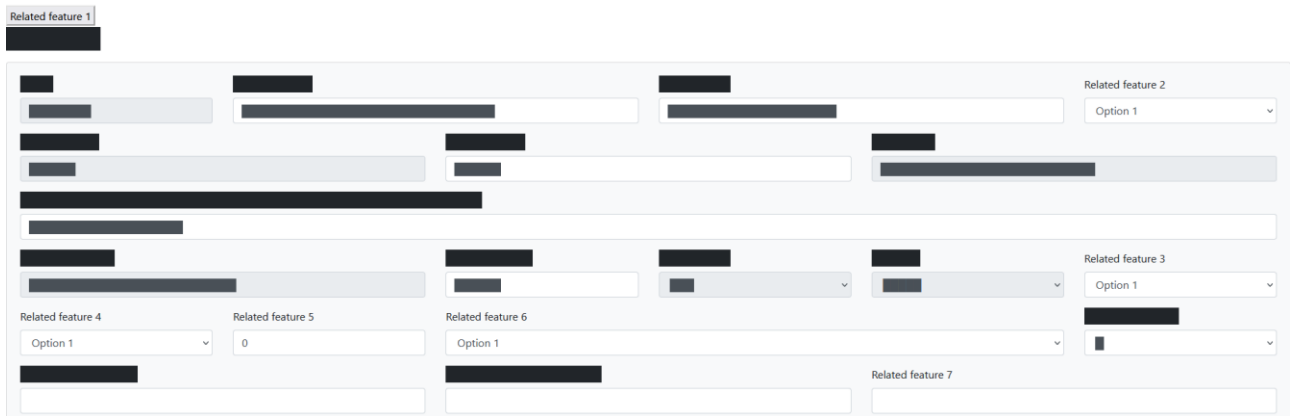 Related feature 1
Related feature 2
Option 1
Related feature 3
Option 1
Related feature 4
Related feature 5
Related feature 6
Option 1
0
Option 1
Related feature 7